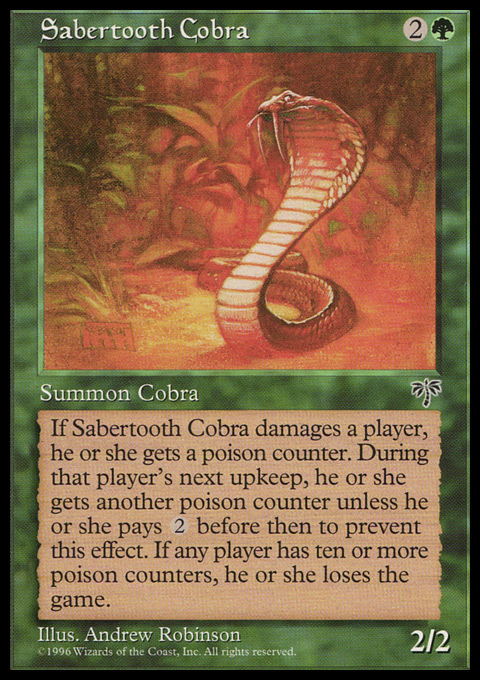 Sabertooth Cobra 2
Summon Cobra
If Sabertooth Cobra damages a player,
he or she gets a poison counter. During
that player's next upkeep, he or she
gets another poison counter unless he
or she pays 2 before then to prevent
this effect. If any player has ten or more
poison counters, he or she loses the
game.
Illus. Andrew Robinson
2/2
©1996 Wizards of the Coast, Inc. All rights reserved.